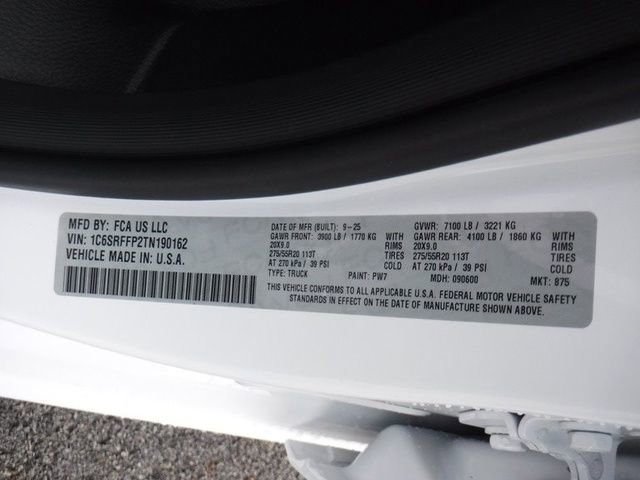 MFD BY: FCA US LLC
VIN: 1C6SRFFP2TN190162
VEHICLE MADE IN: U.S.A.
DATE OF MFR (BUILT): 9-25 GVWR: 7100 LB / 3221 KG
GAWR FRONT: 3900 LB / 1770 KG WITH GAWR REAR: 4100 LB / 1860 KG WITH
20X9.0 RIMS 20X9.0 RIMS
275/55R20 113T TIRES 275/55R20 113T TIRES
AT 270 kPa / 39 PSI COLD AT 270 kPa / 39 PSI COLD
TYPE: TRUCK PAINT: PW7 MDH: 090600 MKT: 875
THIS VEHICLE CONFORMS TO ALL APPLICABLE U.S.A. FEDERAL MOTOR VEHICLE SAFETY
STANDARDS IN EFFECT ON THE DATE OF MANUFACTURE SHOWN ABOVE.